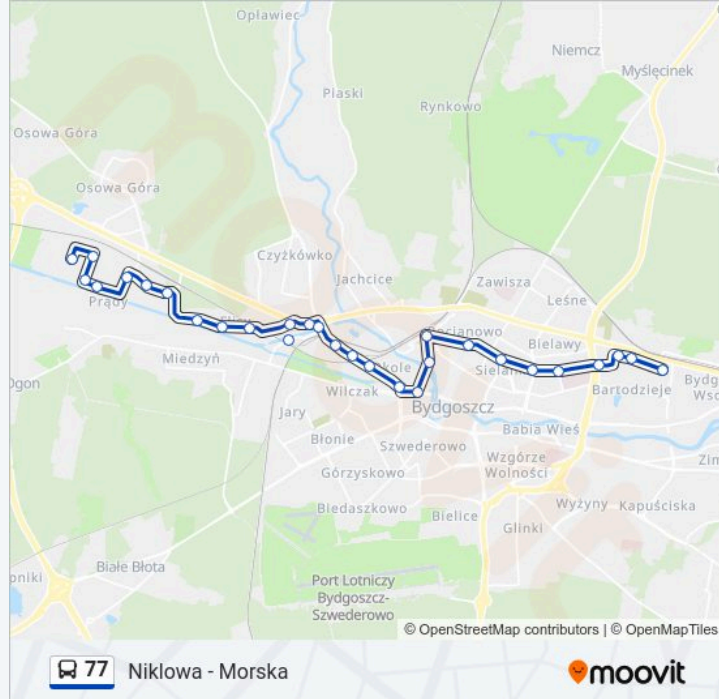 Opławiec
Niemcz
Myślęcinek
Piaski
Rynkowo
Osowa Góra
Osowa Góra
Czyżkówko
Jachcice
Zawisza
Leśne
Prądy
Bielawy
Miedzyń
Okole
Bartodzieje
Wilczak
Bydgoszcz
Jary
Babia Wieś
Błonie
Szwederowo
Górzyskowo
Wzgórze
Wolności
Biedaszkowo
Bielice
Wyżyny
Kapuściska
Glinki
Białe Błota
Port Lotniczy
Bydgoszcz-
Szwederowo
© OpenStreetMap contributors | © OpenMapTiles
77 Niklowa - Morska
moovit